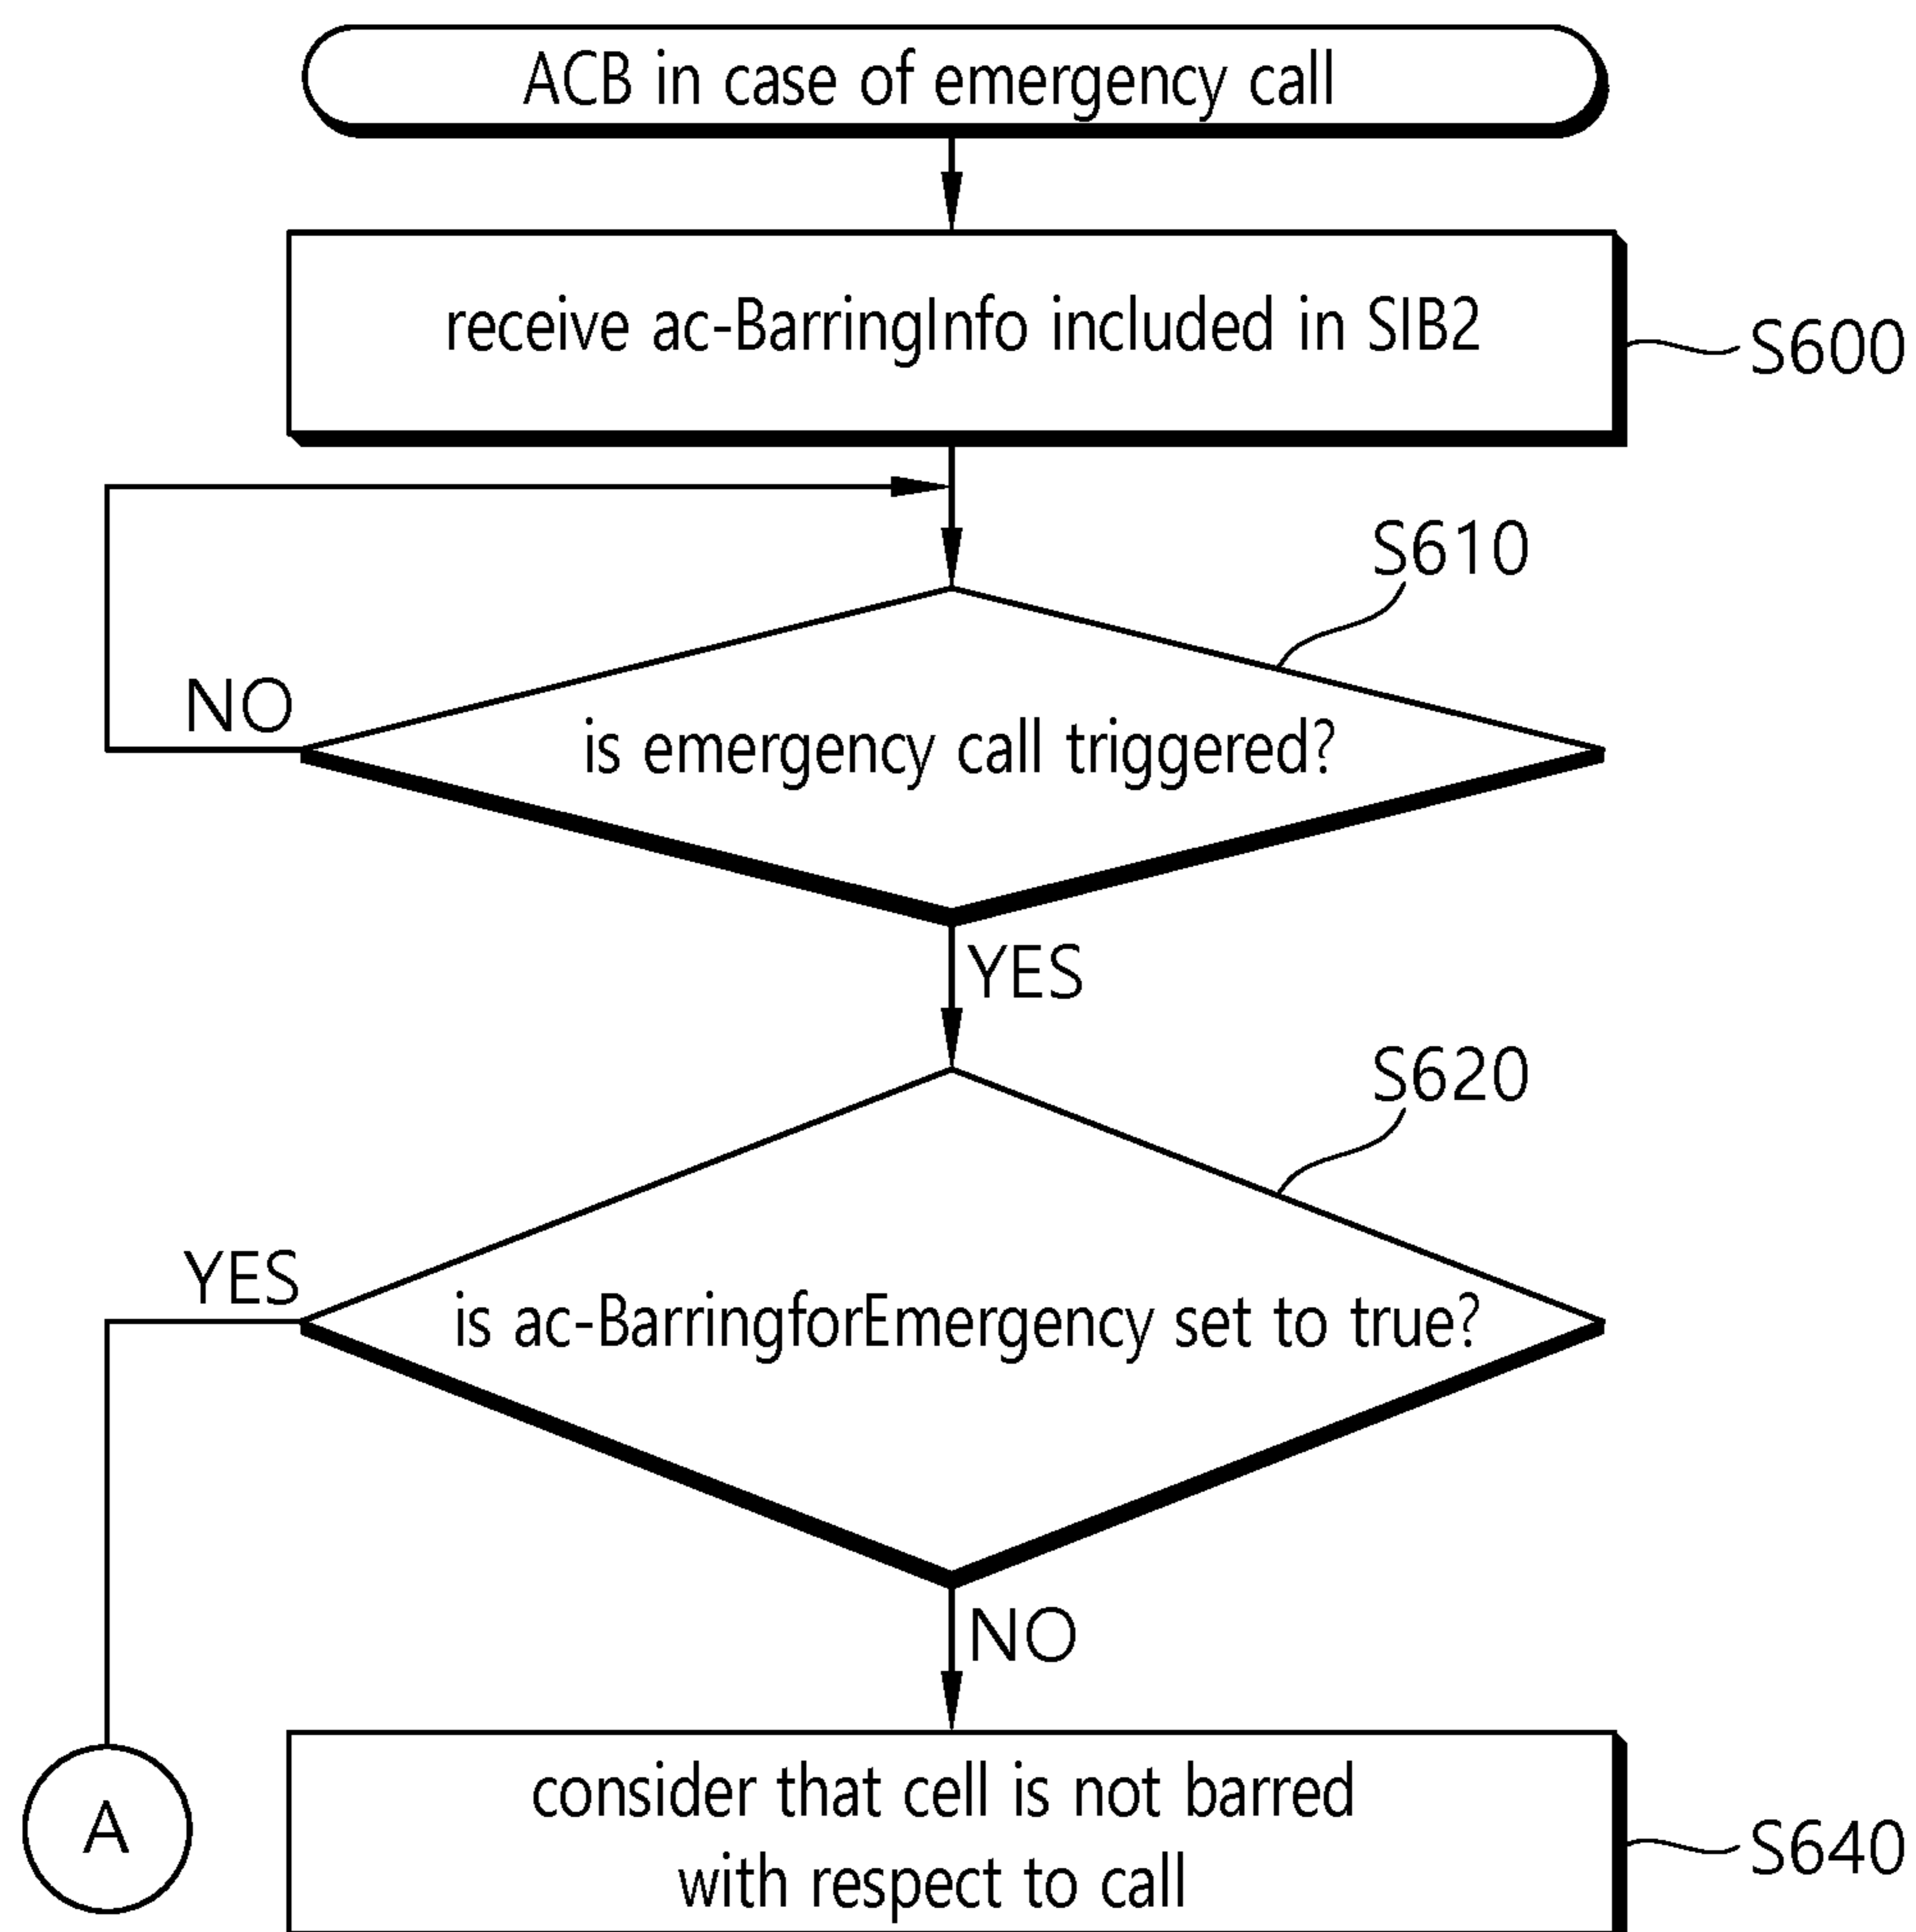 ACB in case of emergency call
receive ac-BarringInfo included in SIB2
S600
S610
NO
is emergency call triggered?
YES
S620
YES
is ac-BarringforEmergency set to true?
NO
consider that cell is not barred
with respect to call
S640
A